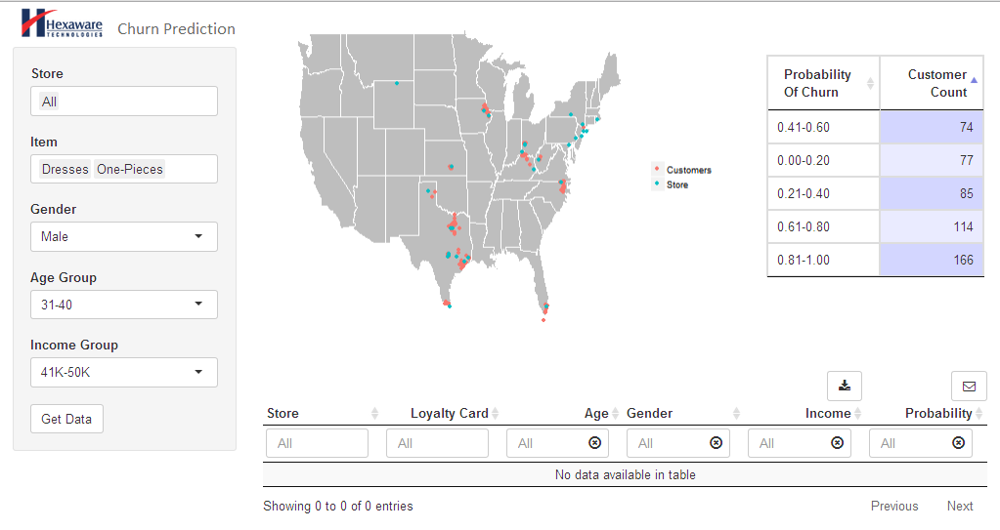 Hexaware
TECHNOLOGIES
Churn Prediction
Store
All
Item
Dresses One-Pieces
Gender
Male
Age Group
31-40
Income Group
41K-50K
Get Data
Customers
Store
Probability Of Churn Customer Count
0.41-0.60 74
0.00-0.20 77
0.21-0.40 85
0.61-0.80 114
0.81-1.00 166
Store Loyalty Card Age Gender Income Probability
All All All All All All
No data available in table
Showing 0 to 0 of 0 entries
Previous Next